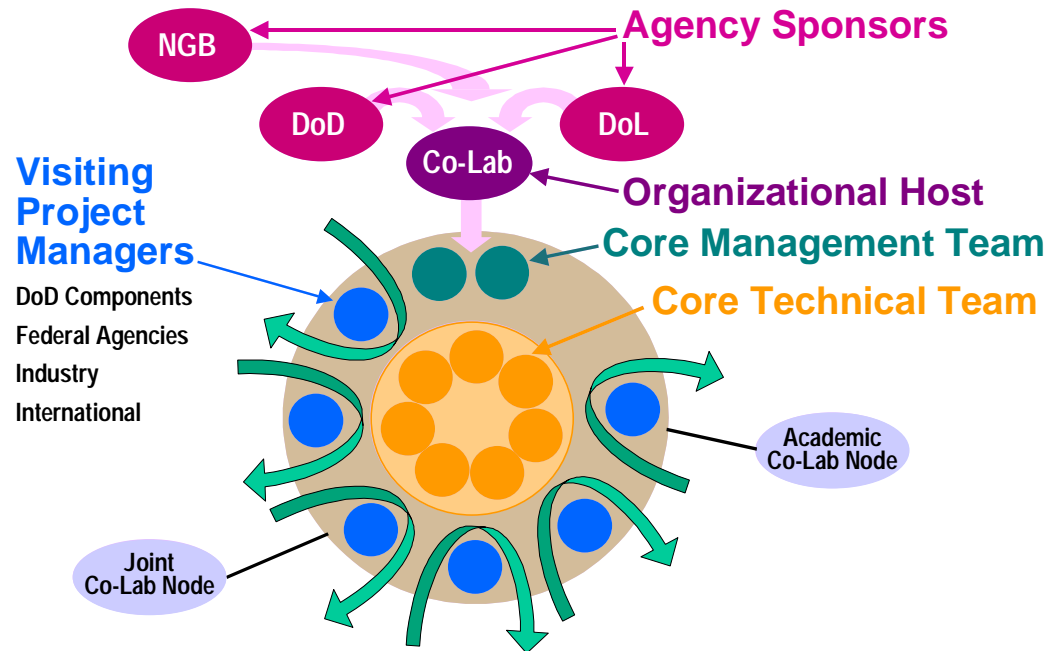 Agency Sponsors
NGB
DoD
DoL
Co-Lab
Organizational Host
Visiting
Project
Managers
DoD Components
Federal Agencies
Industry
International
Core Management Team
Core Technical Team
Academic
Co-Lab Node
Joint
Co-Lab Node